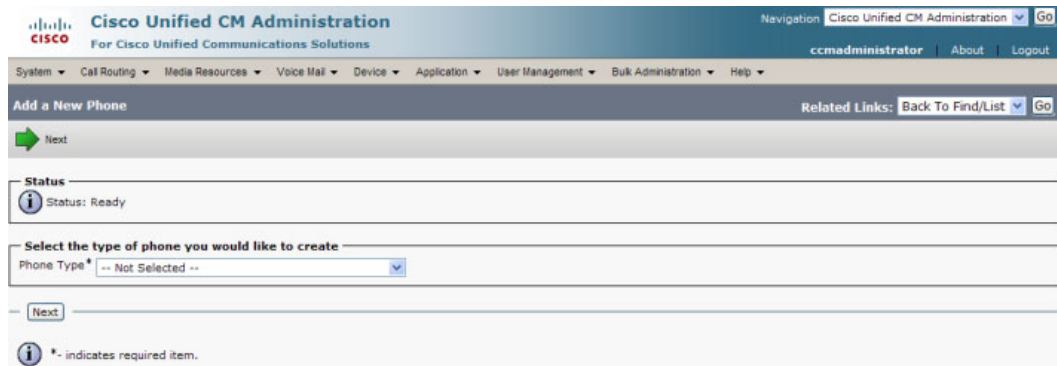 Cisco Unified CM Administration
CISCO
For Cisco Unified Communications Solutions
Navigation Cisco Unified CM Administration Go
ccmadministrator | About | Logout
System Call Routing Media Resources Voice Mail Device Application User Management Bulk Administration Help
Add a New Phone
Related Links: Back To Find/List Go
Next
Status
Status: Ready
Select the type of phone you would like to create
Phone Type* -- Not Selected --
Next
*- indicates required item.